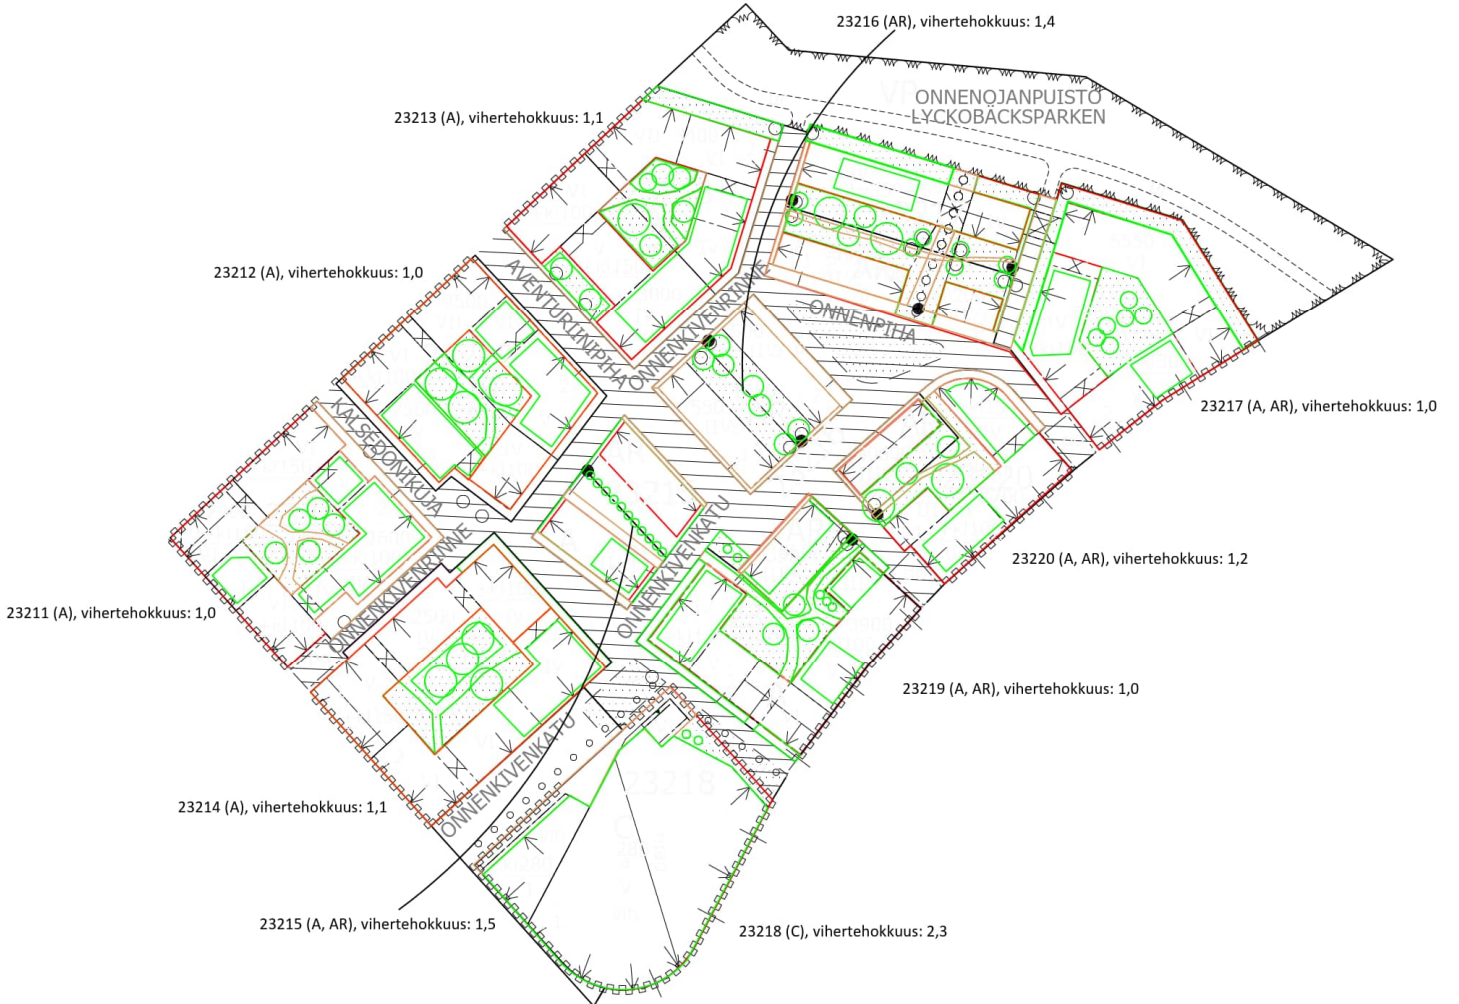 23216 (AR), vihertehokkuus: 1,4
ONNENOJANPUISTO
LYCKOBÄCKSPARKEN
23213 (A), vihertehokkuus: 1,1
23212 (A), vihertehokkuus: 1,0
AVENTURIINIPIHA
ONNENKIVENRINNE
ONNENPIHA
23217 (A, AR), vihertehokkuus: 1,0
KALSEDONIKUJA
ONNENKIVENRINNE
ONNENKIVENKATU
23220 (A, AR), vihertehokkuus: 1,2
23211 (A), vihertehokkuus: 1,0
23219 (A, AR), vihertehokkuus: 1,0
ONNENKIVENKATU
23218
23214 (A), vihertehokkuus: 1,1
23215 (A, AR), vihertehokkuus: 1,5
23218 (C), vihertehokkuus: 2,3